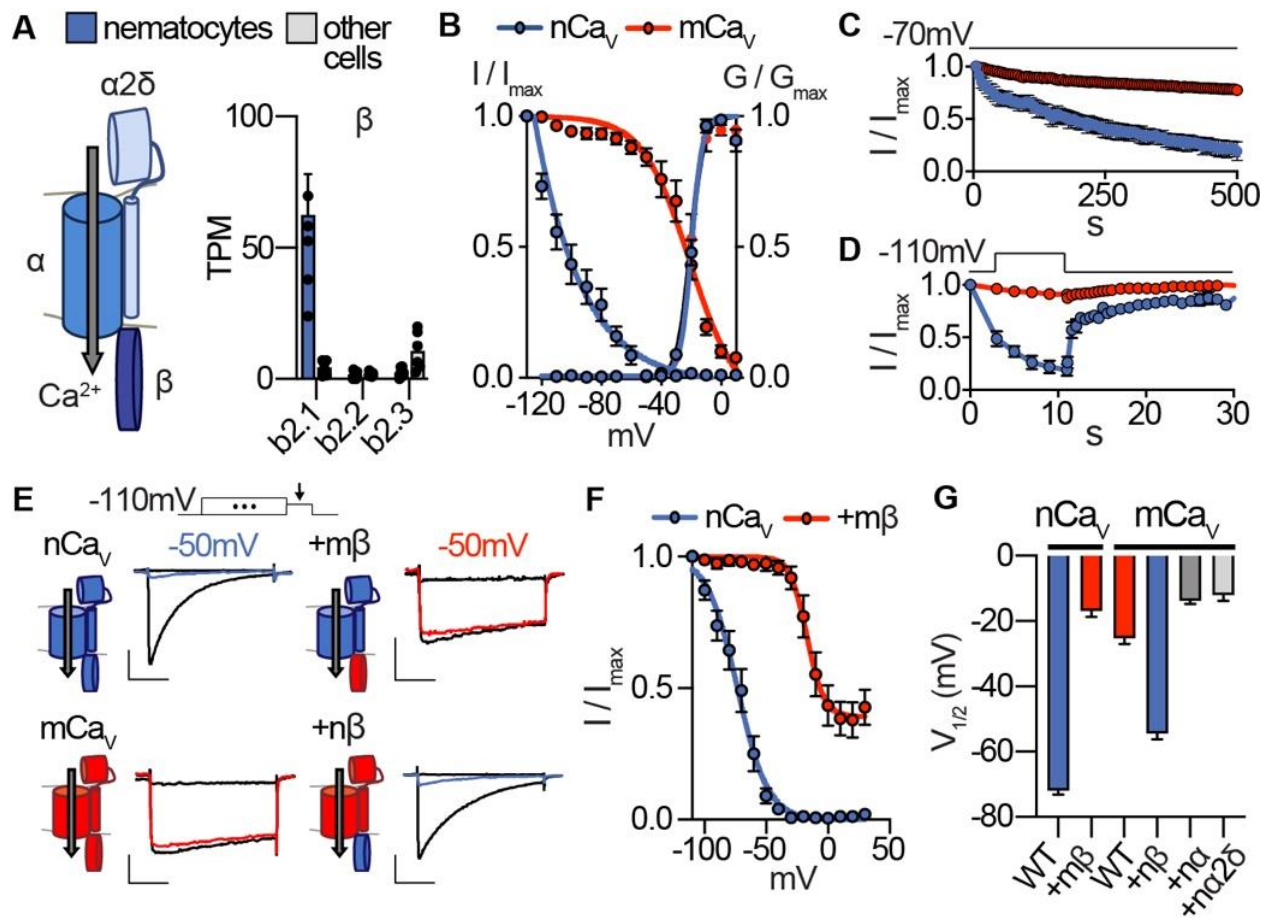 A nematocytes other cells
α2δ
α
Ca²⁺
β
β
TPM
100
50
0
b2.1 b2.2 b2.3
B nCaV mCaV
I / Imax
G / Gmax
1.0 1.0
0.5 0.5
0.0 0.0
-120 -80 -40 0
mV
C
-70mV
I / Imax
1.0
0.5
0.0
0 250 500
s
D
-110mV
I / Imax
1.0
0.5
0.0
0 10 20 30
s
E
-110mV
nCaV -50mV +mβ -50mV
mCaV +nβ
F nCaV +mβ
I / Imax
1.0
0.5
0.0
-100 -50 0 50
mV
G
nCaV mCaV
V1/2 (mV)
0
-20
-40
-60
-80
WT +mβ WT +nβ +nα +nα2δ